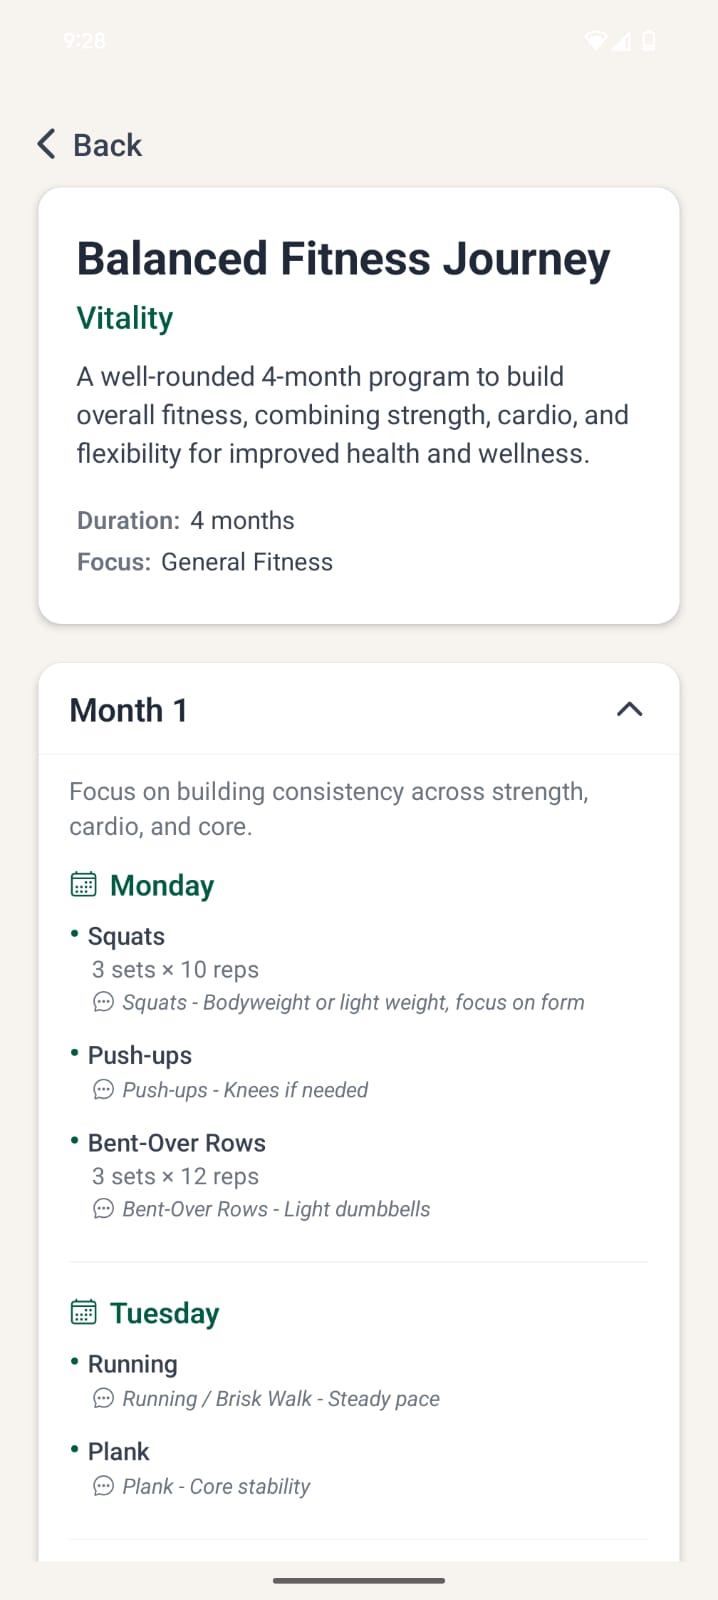 9:28
Back
Balanced Fitness Journey
Vitality
A well-rounded 4-month program to build
overall fitness, combining strength, cardio, and
flexibility for improved health and wellness.
Duration: 4 months
Focus: General Fitness
Month 1
Focus on building consistency across strength,
cardio, and core.
Monday
• Squats
3 sets × 10 reps
Squats - Bodyweight or light weight, focus on form
• Push-ups
Push-ups - Knees if needed
• Bent-Over Rows
3 sets × 12 reps
Bent-Over Rows - Light dumbbells
Tuesday
• Running
Running / Brisk Walk - Steady pace
• Plank
Plank - Core stability